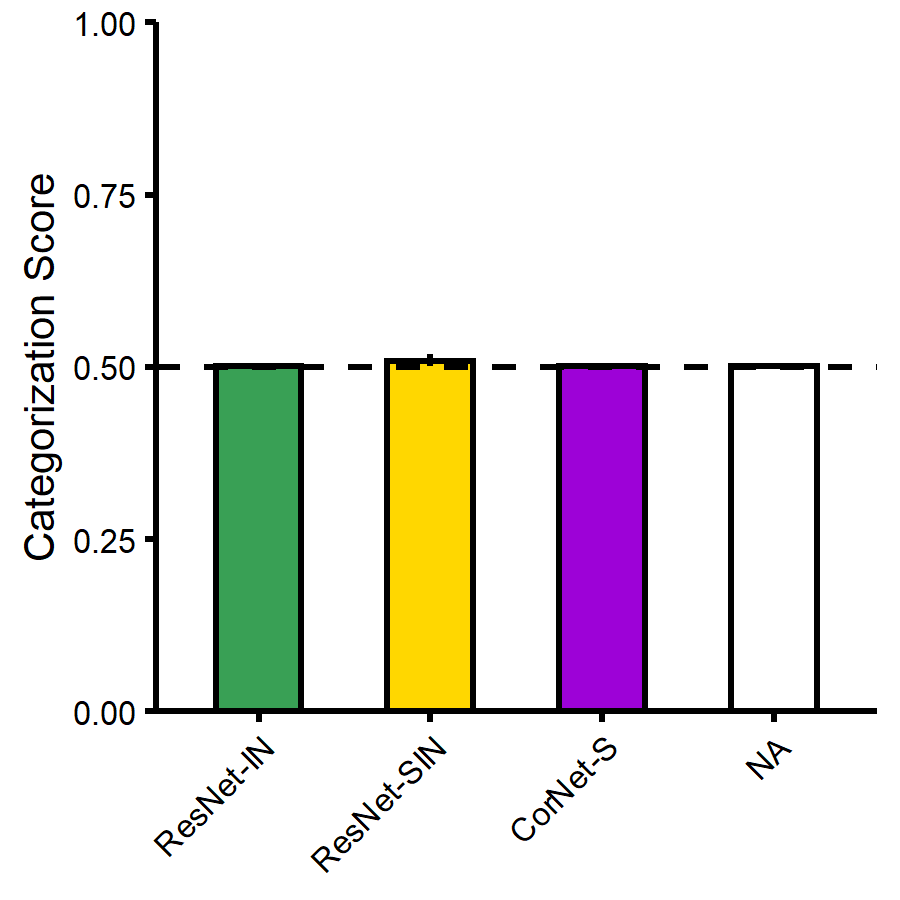 Categorization Score
1.00
0.75
0.50
0.25
0.00
ResNet-IN
ResNet-SIN
CorNet-S
NA